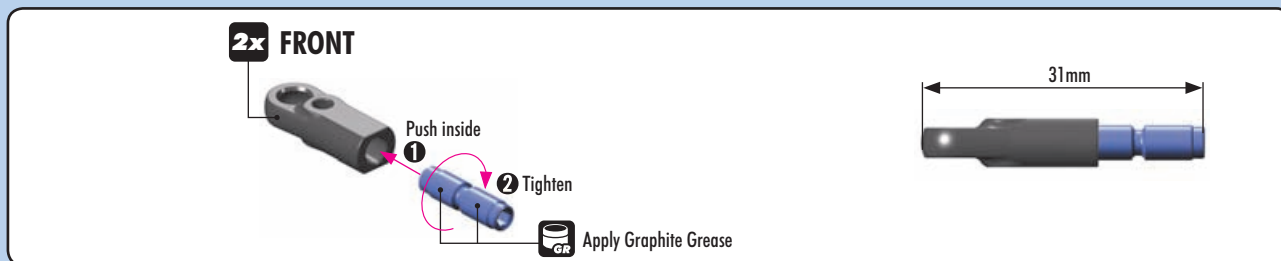 2x FRONT
31mm
Push inside
1
2 Tighten
GR Apply Graphite Grease